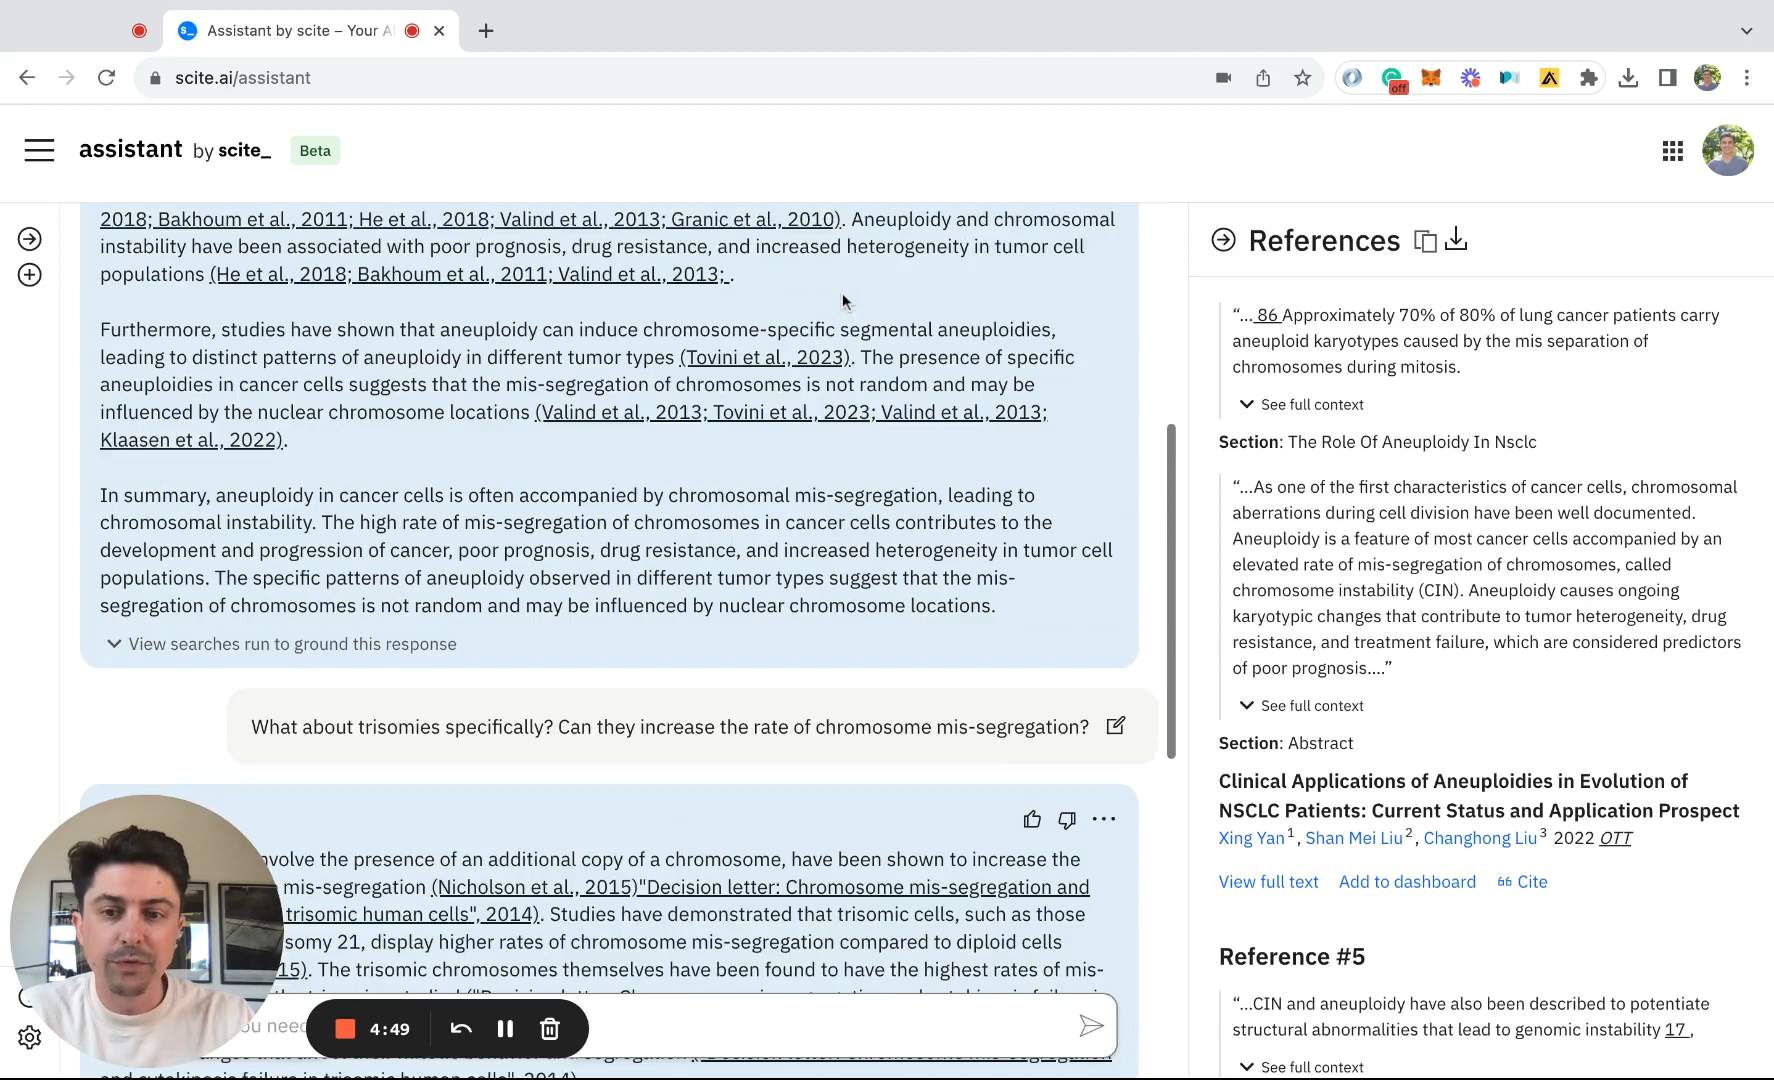 Assistant by scite – Your A
scite.ai/assistant
off
assistant by scite_ Beta
2018; Bakhoum et al., 2011; He et al., 2018; Valind et al., 2013; Granic et al., 2010). Aneuploidy and chromosomal
instability have been associated with poor prognosis, drug resistance, and increased heterogeneity in tumor cell
populations (He et al., 2018; Bakhoum et al., 2011; Valind et al., 2013; .
Furthermore, studies have shown that aneuploidy can induce chromosome-specific segmental aneuploidies,
leading to distinct patterns of aneuploidy in different tumor types (Tovini et al., 2023). The presence of specific
aneuploidies in cancer cells suggests that the mis-segregation of chromosomes is not random and may be
influenced by the nuclear chromosome locations (Valind et al., 2013; Tovini et al., 2023; Valind et al., 2013;
Klaasen et al., 2022).
In summary, aneuploidy in cancer cells is often accompanied by chromosomal mis-segregation, leading to
chromosomal instability. The high rate of mis-segregation of chromosomes in cancer cells contributes to the
development and progression of cancer, poor prognosis, drug resistance, and increased heterogeneity in tumor cell
populations. The specific patterns of aneuploidy observed in different tumor types suggest that the mis-
segregation of chromosomes is not random and may be influenced by nuclear chromosome locations.
View searches run to ground this response
What about trisomies specifically? Can they increase the rate of chromosome mis-segregation?
nvolve the presence of an additional copy of a chromosome, have been shown to increase the
mis-segregation (Nicholson et al., 2015)"Decision letter: Chromosome mis-segregation and
trisomic human cells", 2014). Studies have demonstrated that trisomic cells, such as those
somy 21, display higher rates of chromosome mis-segregation compared to diploid cells
15). The trisomic chromosomes themselves have been found to have the highest rates of mis-
ou need
4:49
References
“... 86 Approximately 70% of 80% of lung cancer patients carry
aneuploid karyotypes caused by the mis separation of
chromosomes during mitosis.
See full context
Section: The Role Of Aneuploidy In Nsclc
“...As one of the first characteristics of cancer cells, chromosomal
aberrations during cell division have been well documented.
Aneuploidy is a feature of most cancer cells accompanied by an
elevated rate of mis-segregation of chromosomes, called
chromosome instability (CIN). Aneuploidy causes ongoing
karyotypic changes that contribute to tumor heterogeneity, drug
resistance, and treatment failure, which are considered predictors
of poor prognosis....”
See full context
Section: Abstract
Clinical Applications of Aneuploidies in Evolution of
NSCLC Patients: Current Status and Application Prospect
Xing Yan1, Shan Mei Liu2, Changhong Liu3 2022 OTT
View full text Add to dashboard Cite
Reference #5
“...CIN and aneuploidy have also been described to potentiate
structural abnormalities that lead to genomic instability 17 ,
See full context